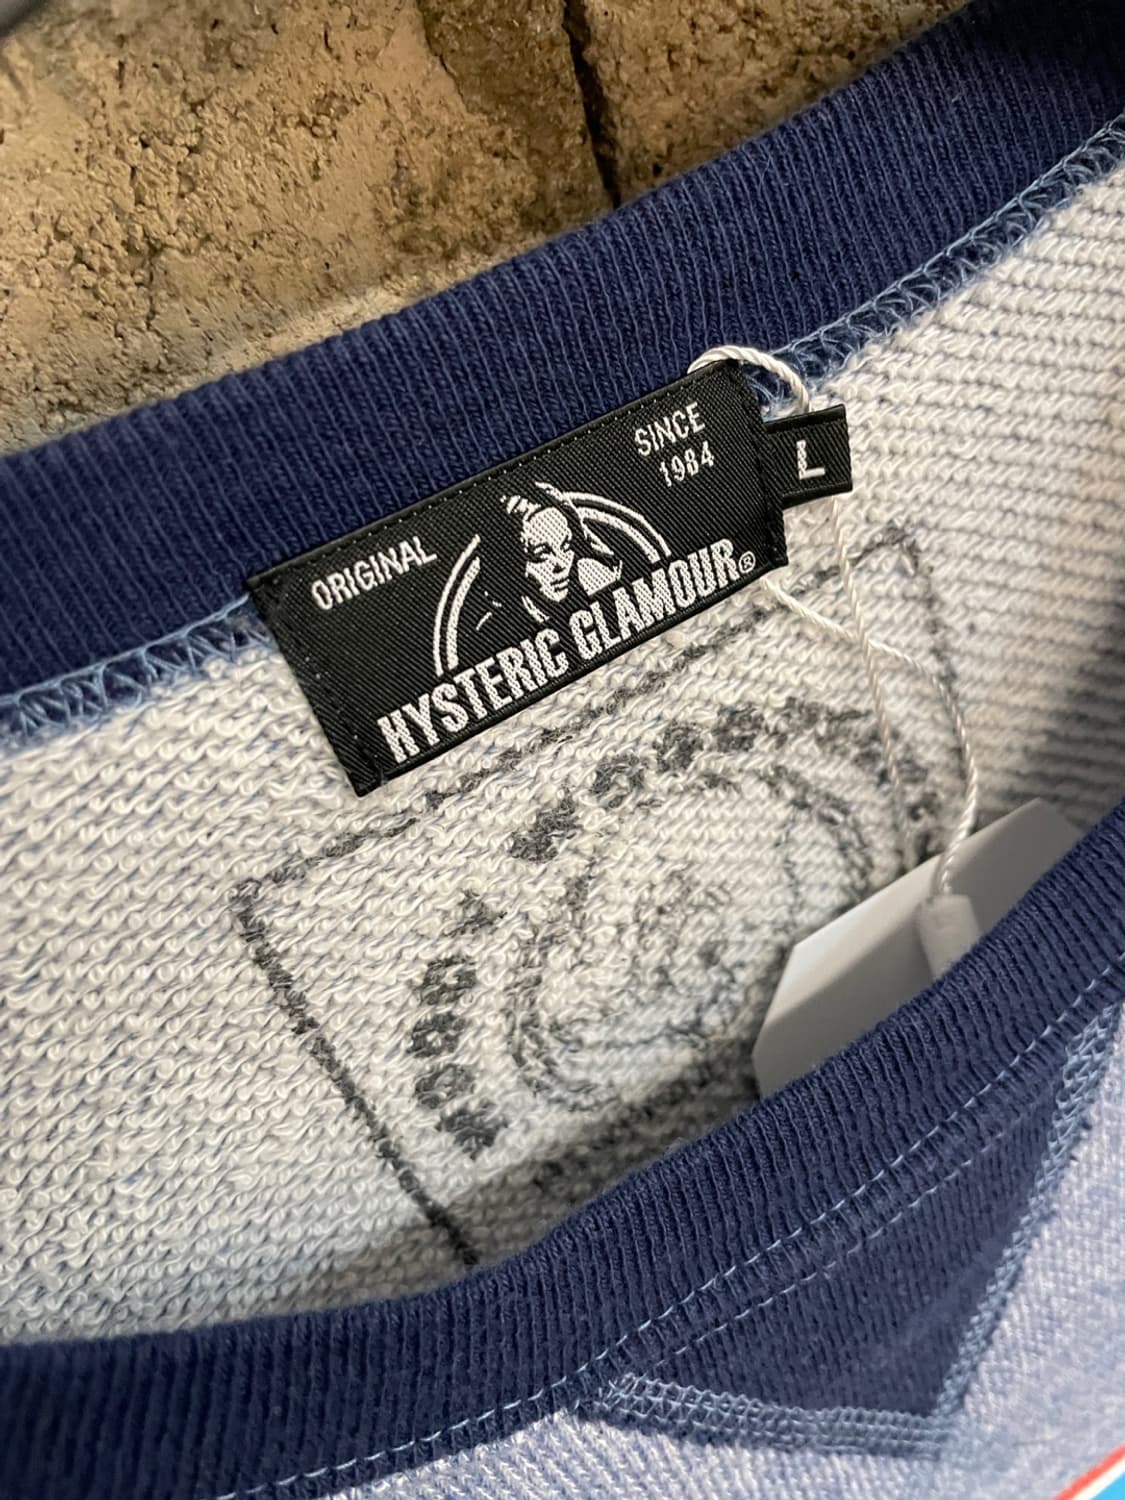 ORIGINAL
SINCE
1984
HYSTERIC GLAMOUR®
L